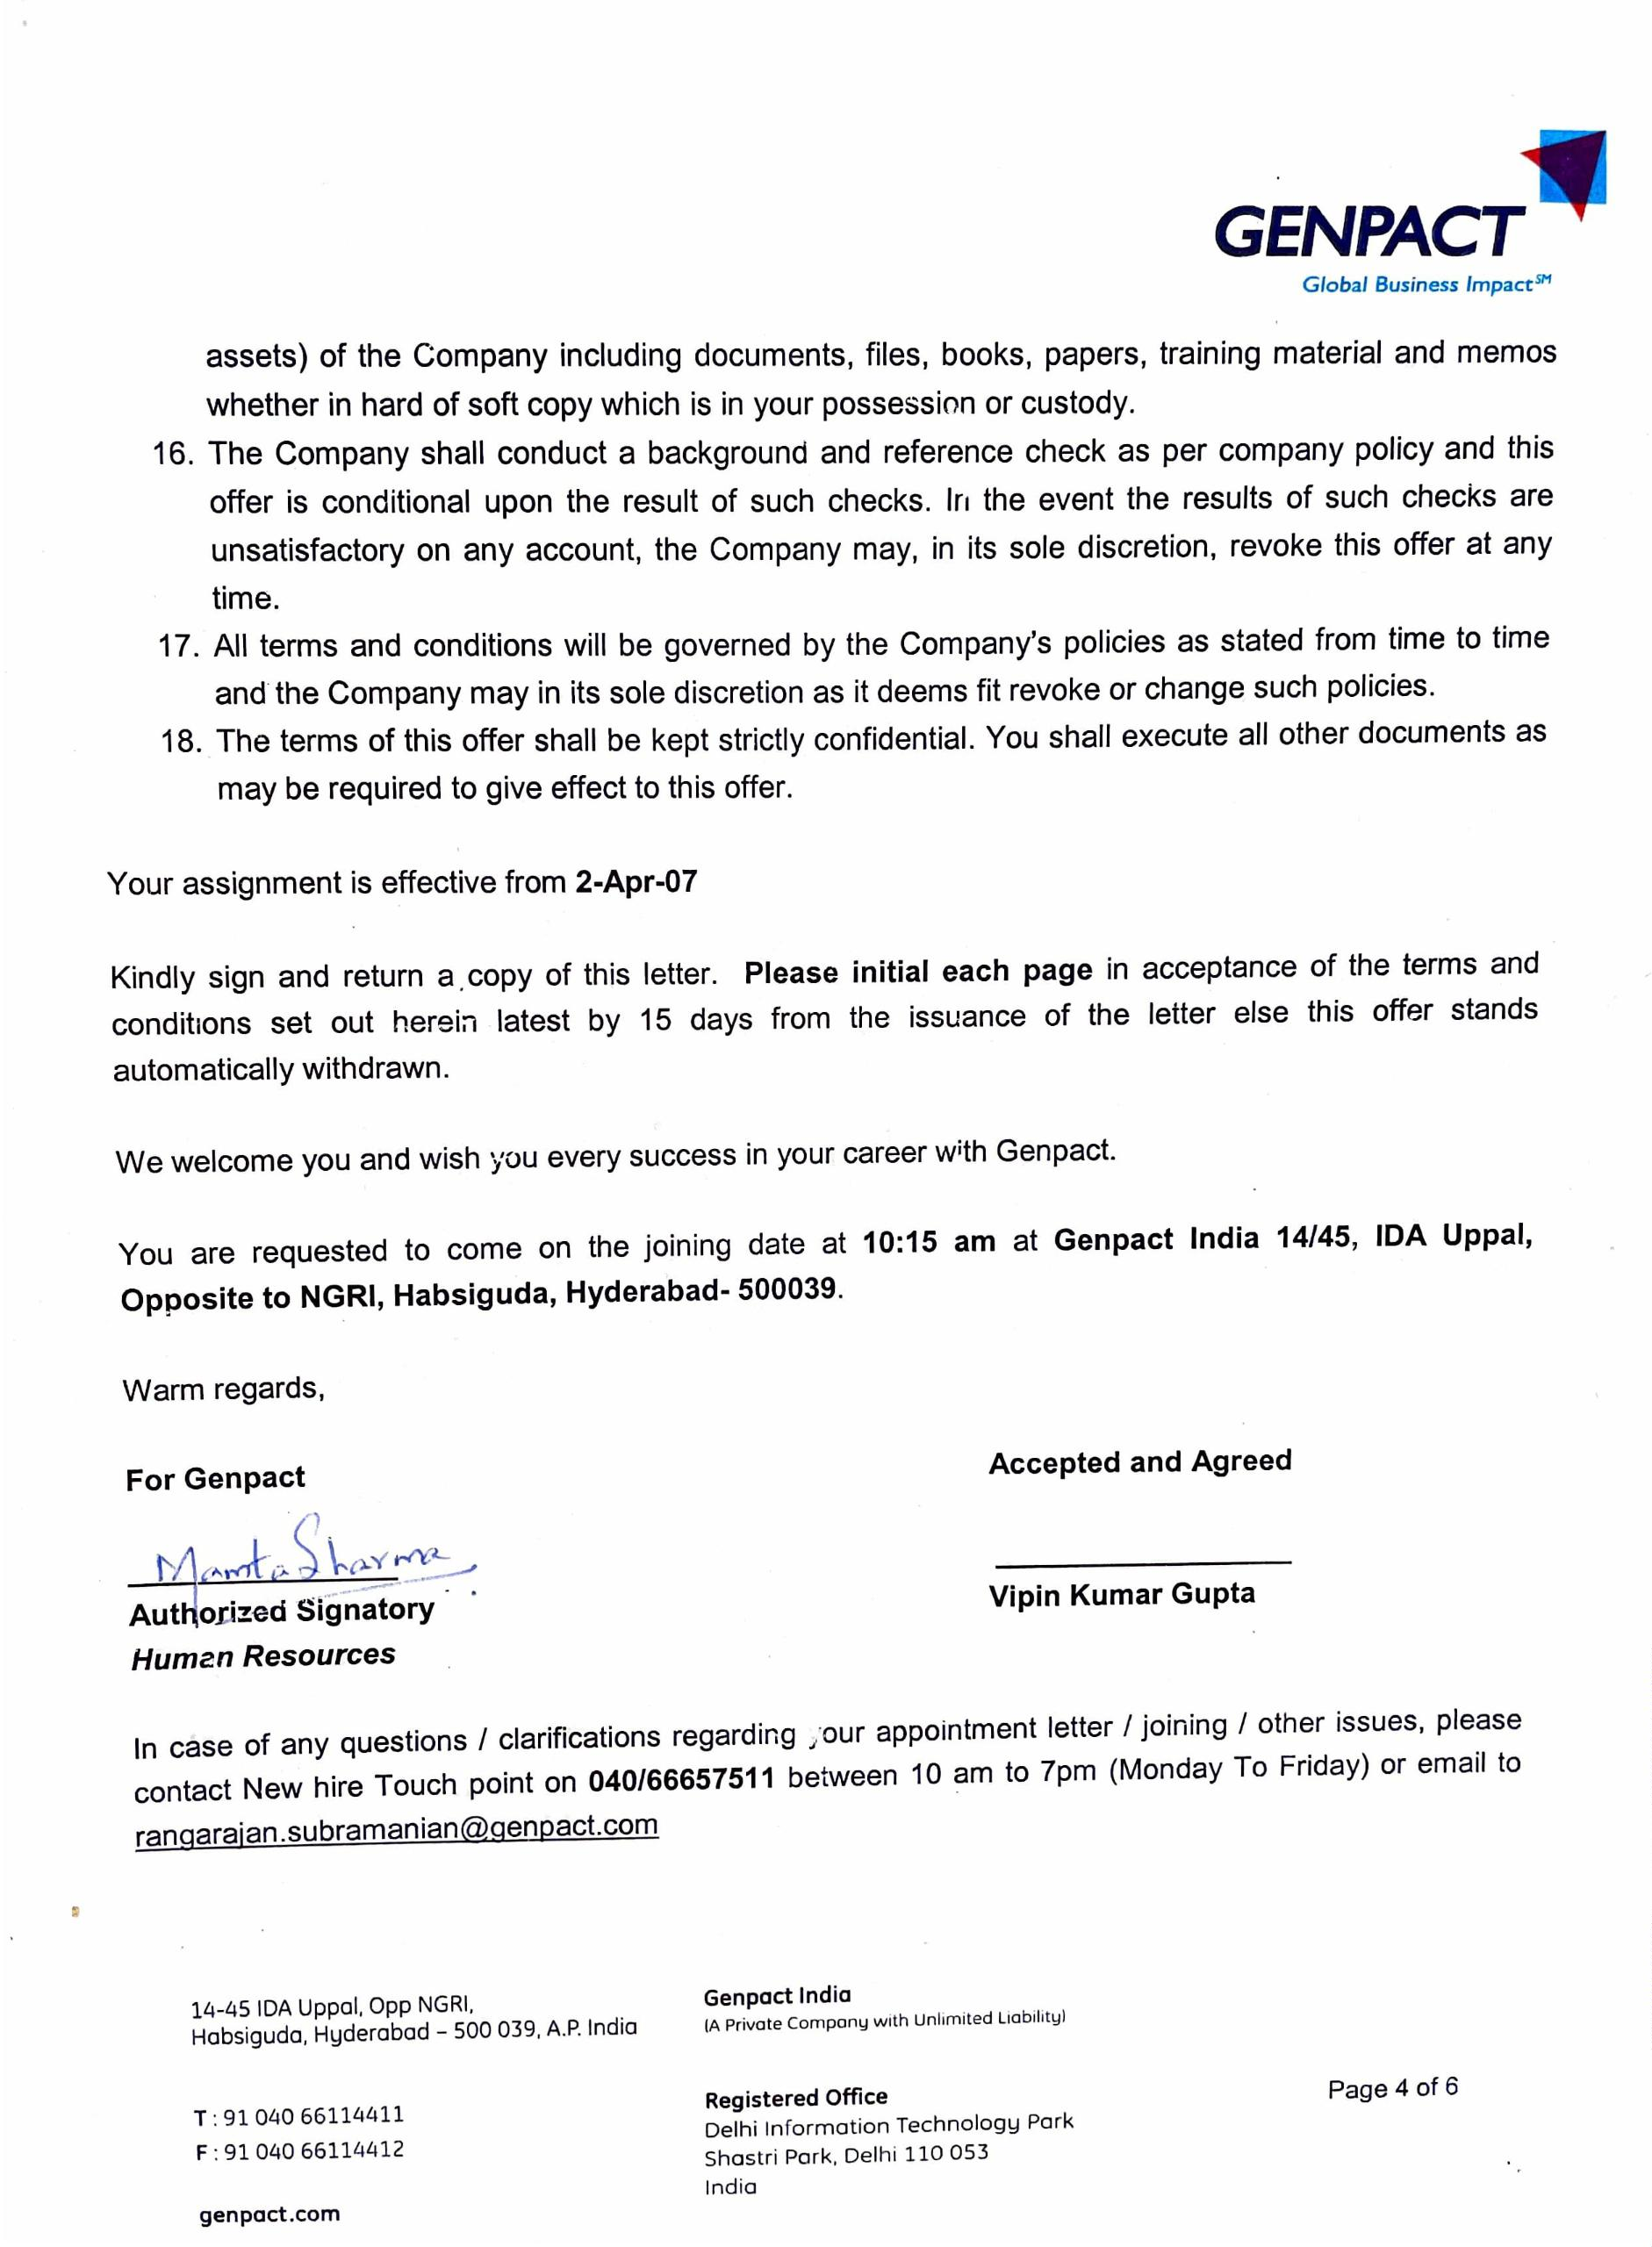 GENPACT
Global Business Impact℠
assets) of the Company including documents, files, books, papers, training material and memos
whether in hard of soft copy which is in your possession or custody.
16. The Company shall conduct a background and reference check as per company policy and this
offer is conditional upon the result of such checks. In the event the results of such checks are
unsatisfactory on any account, the Company may, in its sole discretion, revoke this offer at any
time.
17. All terms and conditions will be governed by the Company's policies as stated from time to time
and the Company may in its sole discretion as it deems fit revoke or change such policies.
18. The terms of this offer shall be kept strictly confidential. You shall execute all other documents as
may be required to give effect to this offer.
Your assignment is effective from 2-Apr-07
Kindly sign and return a copy of this letter. Please initial each page in acceptance of the terms and
conditions set out herein latest by 15 days from the issuance of the letter else this offer stands
automatically withdrawn.
We welcome you and wish you every success in your career with Genpact.
You are requested to come on the joining date at 10:15 am at Genpact India 14/45, IDA Uppal,
Opposite to NGRI, Habsiguda, Hyderabad- 500039.
Warm regards,
For Genpact
Accepted and Agreed
Mamta Sharma
Authorized Signatory
Vipin Kumar Gupta
Human Resources
In case of any questions / clarifications regarding your appointment letter / joining / other issues, please
contact New hire Touch point on 040/66657511 between 10 am to 7pm (Monday To Friday) or email to
rangarajan.subramanian@genpact.com
14-45 IDA Uppal, Opp NGRI,
Habsiguda, Hyderabad – 500 039, A.P. India
T : 91 040 66114411
F : 91 040 66114412
genpact.com
Genpact India
(A Private Company with Unlimited Liability)
Registered Office
Delhi Information Technology Park
Shastri Park, Delhi 110 053
India
Page 4 of 6